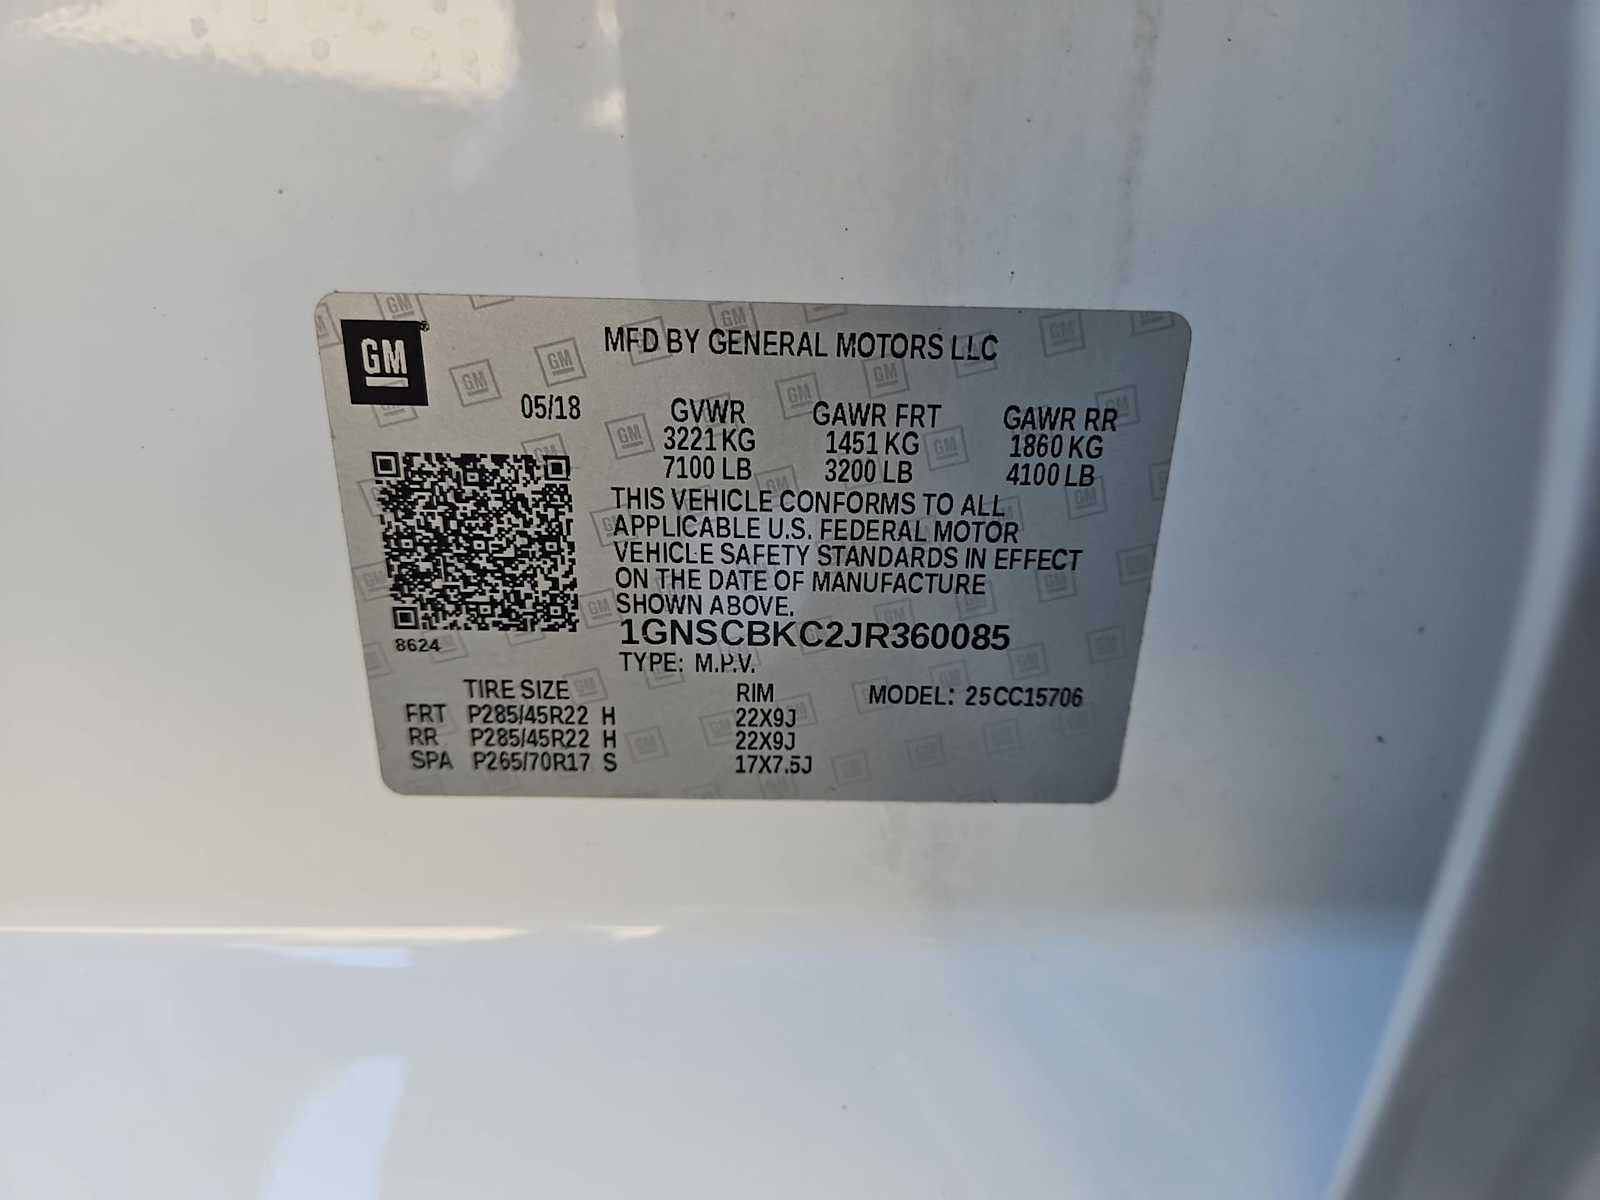 GM
MFD BY GENERAL MOTORS LLC
05/18 GVWR GAWR FRT GAWR RR
3221 KG 1451 KG 1860 KG
7100 LB 3200 LB 4100 LB
THIS VEHICLE CONFORMS TO ALL
APPLICABLE U.S. FEDERAL MOTOR
VEHICLE SAFETY STANDARDS IN EFFECT
ON THE DATE OF MANUFACTURE
SHOWN ABOVE.
8624
1GNSCBKC2JR360085
TYPE: M.P.V.
TIRE SIZE RIM MODEL: 25CC15706
FRT P285/45R22 H 22X9J
RR P285/45R22 H 22X9J
SPA P265/70R17 S 17X7.5J